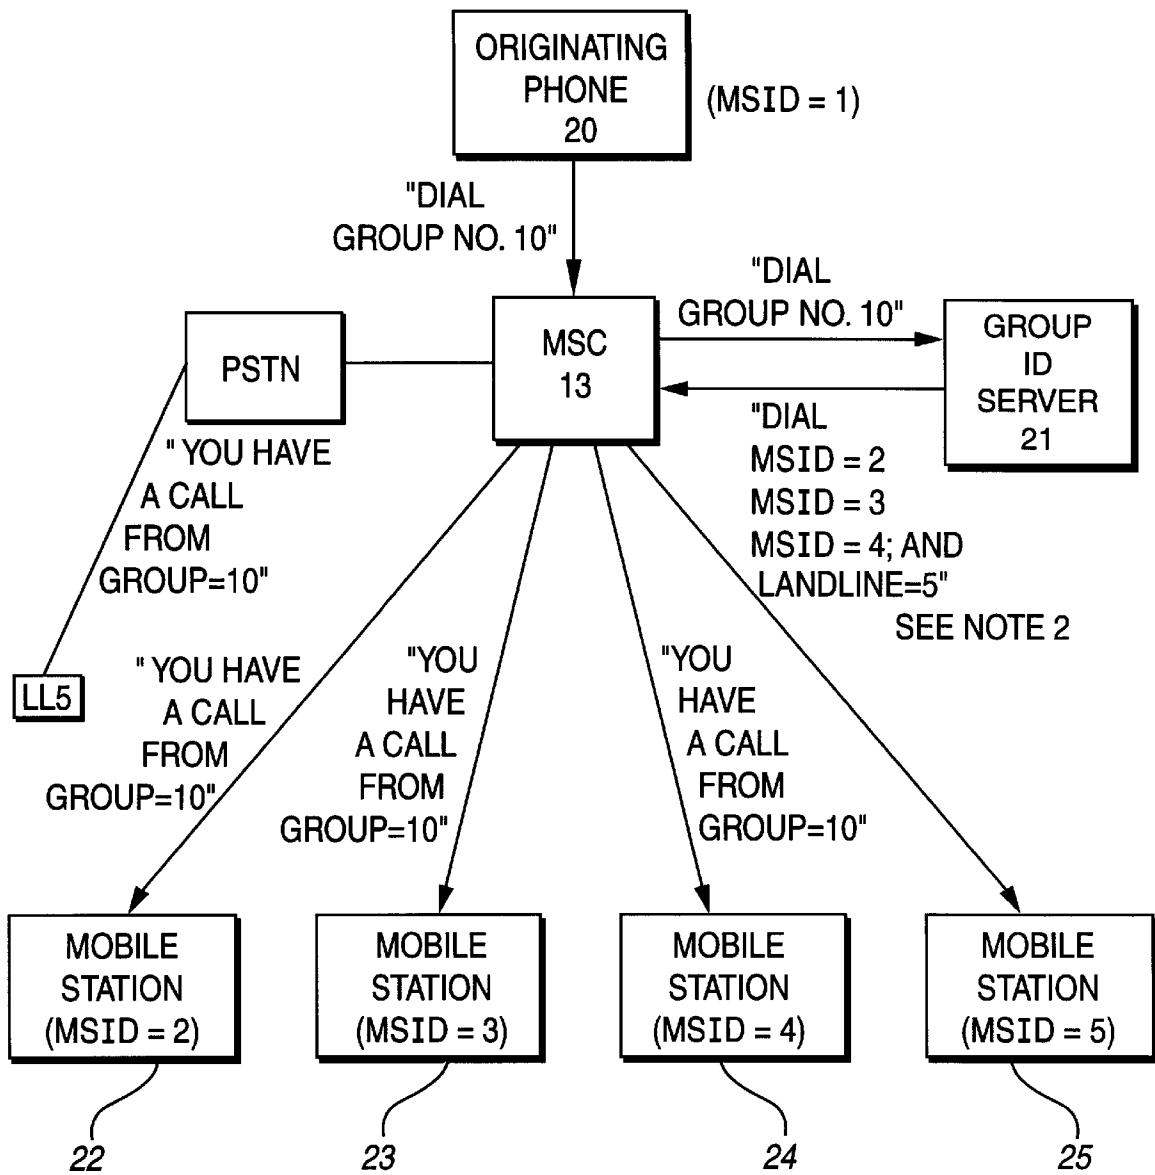 ORIGINATING
PHONE
20
(MSID = 1)
"DIAL
GROUP NO. 10"
"DIAL
GROUP NO. 10"
PSTN
MSC
13
GROUP
ID
SERVER
21
"DIAL
MSID = 2
MSID = 3
MSID = 4; AND
LANDLINE=5"
SEE NOTE 2
" YOU HAVE
A CALL
FROM
GROUP=10"
LL5
" YOU HAVE
A CALL
FROM
GROUP=10"
"YOU
HAVE
A CALL
FROM
GROUP=10"
"YOU
HAVE
A CALL
FROM
GROUP=10"
MOBILE
STATION
(MSID = 2)
MOBILE
STATION
(MSID = 3)
MOBILE
STATION
(MSID = 4)
MOBILE
STATION
(MSID = 5)
22
23
24
25